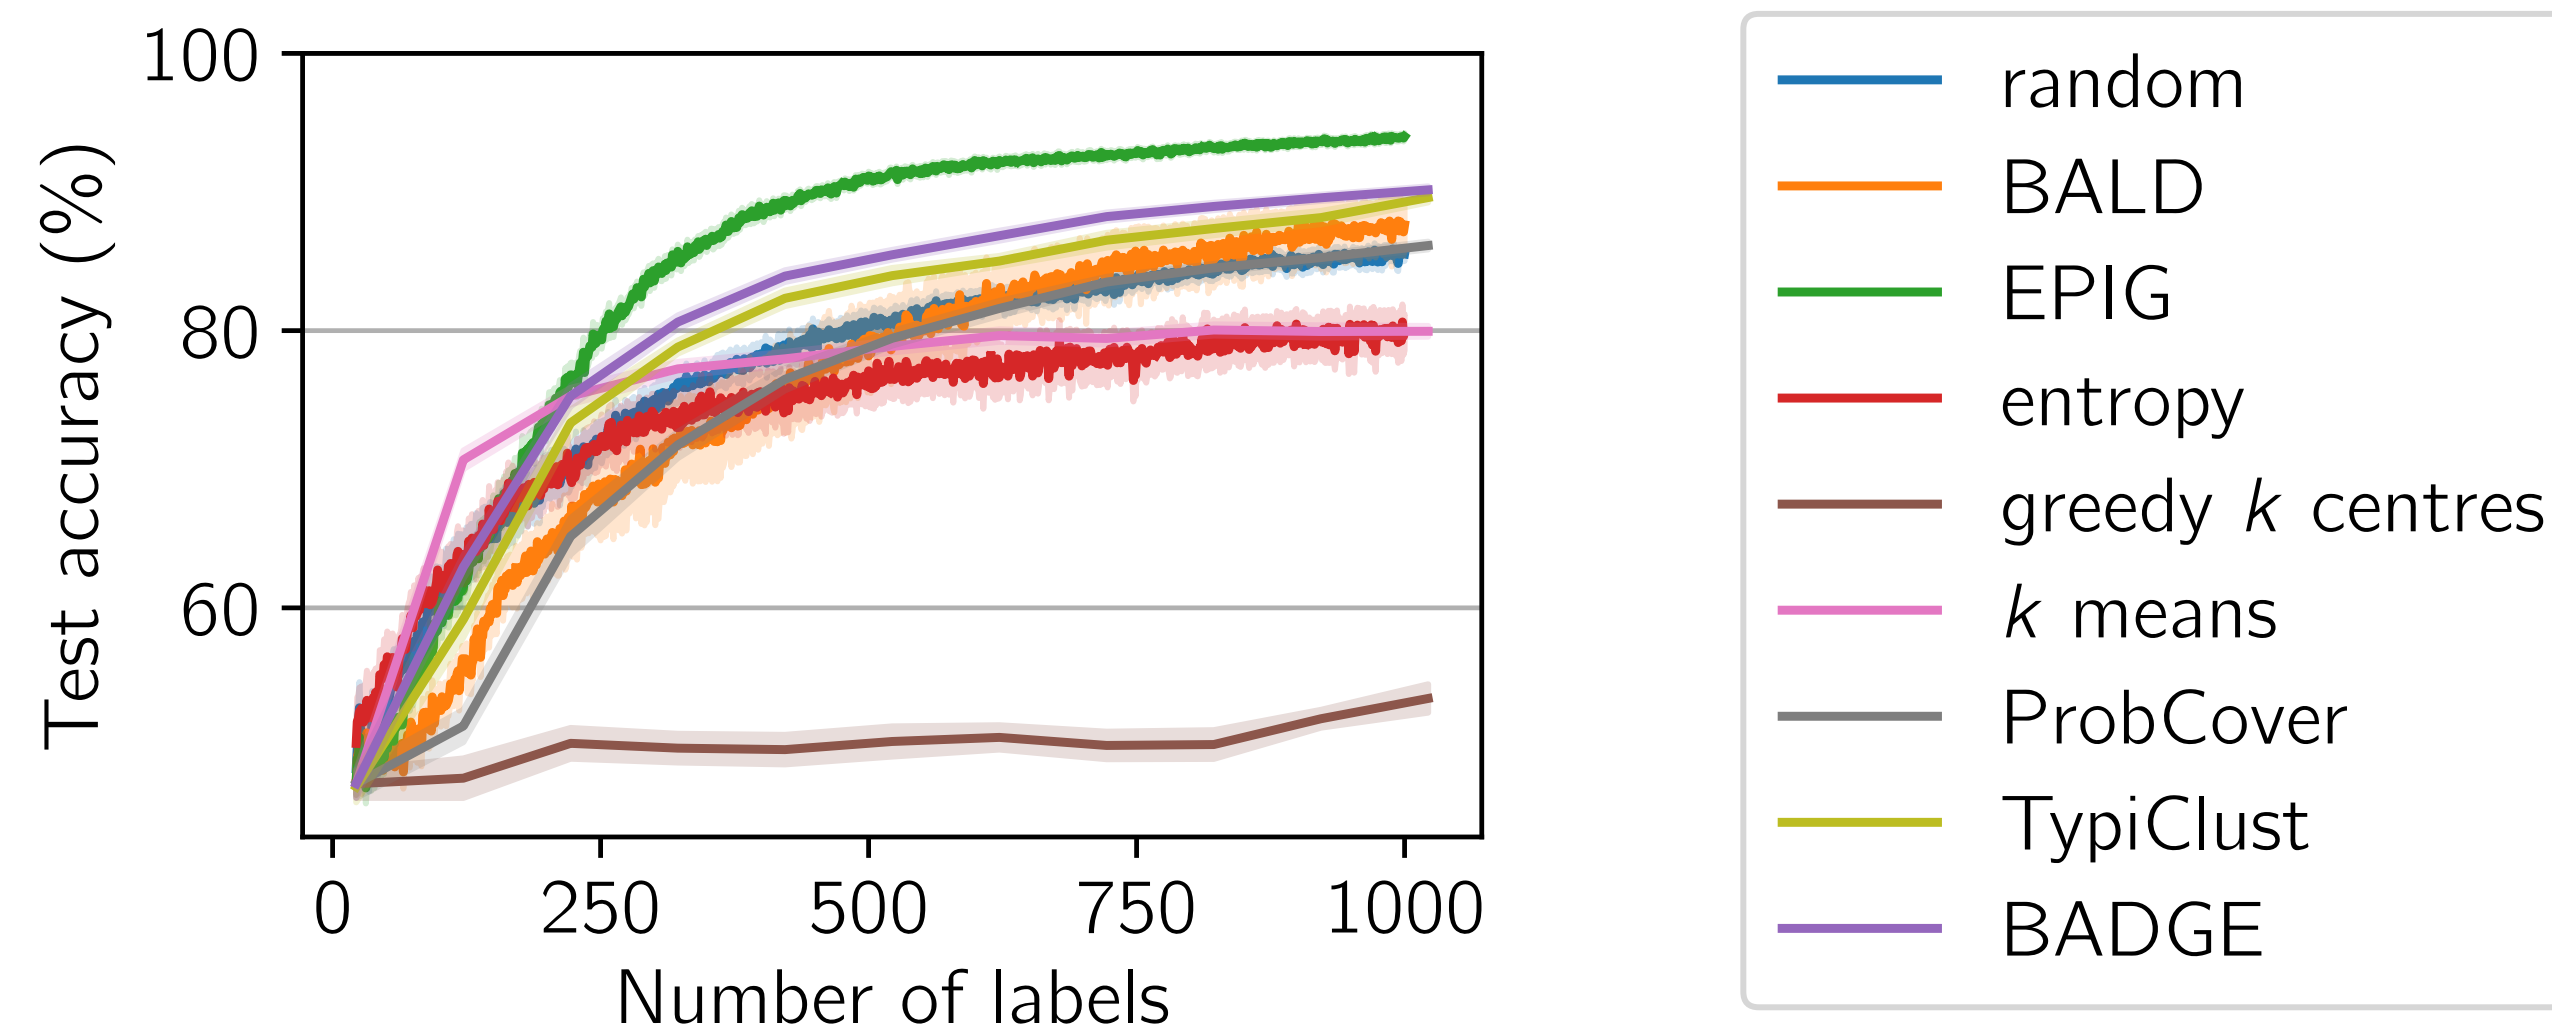 Test accuracy (%)
100
80
60
0 250 500 750 1000
Number of labels
random
BALD
EPIG
entropy
greedy k centres
k means
ProbCover
TypiClust
BADGE